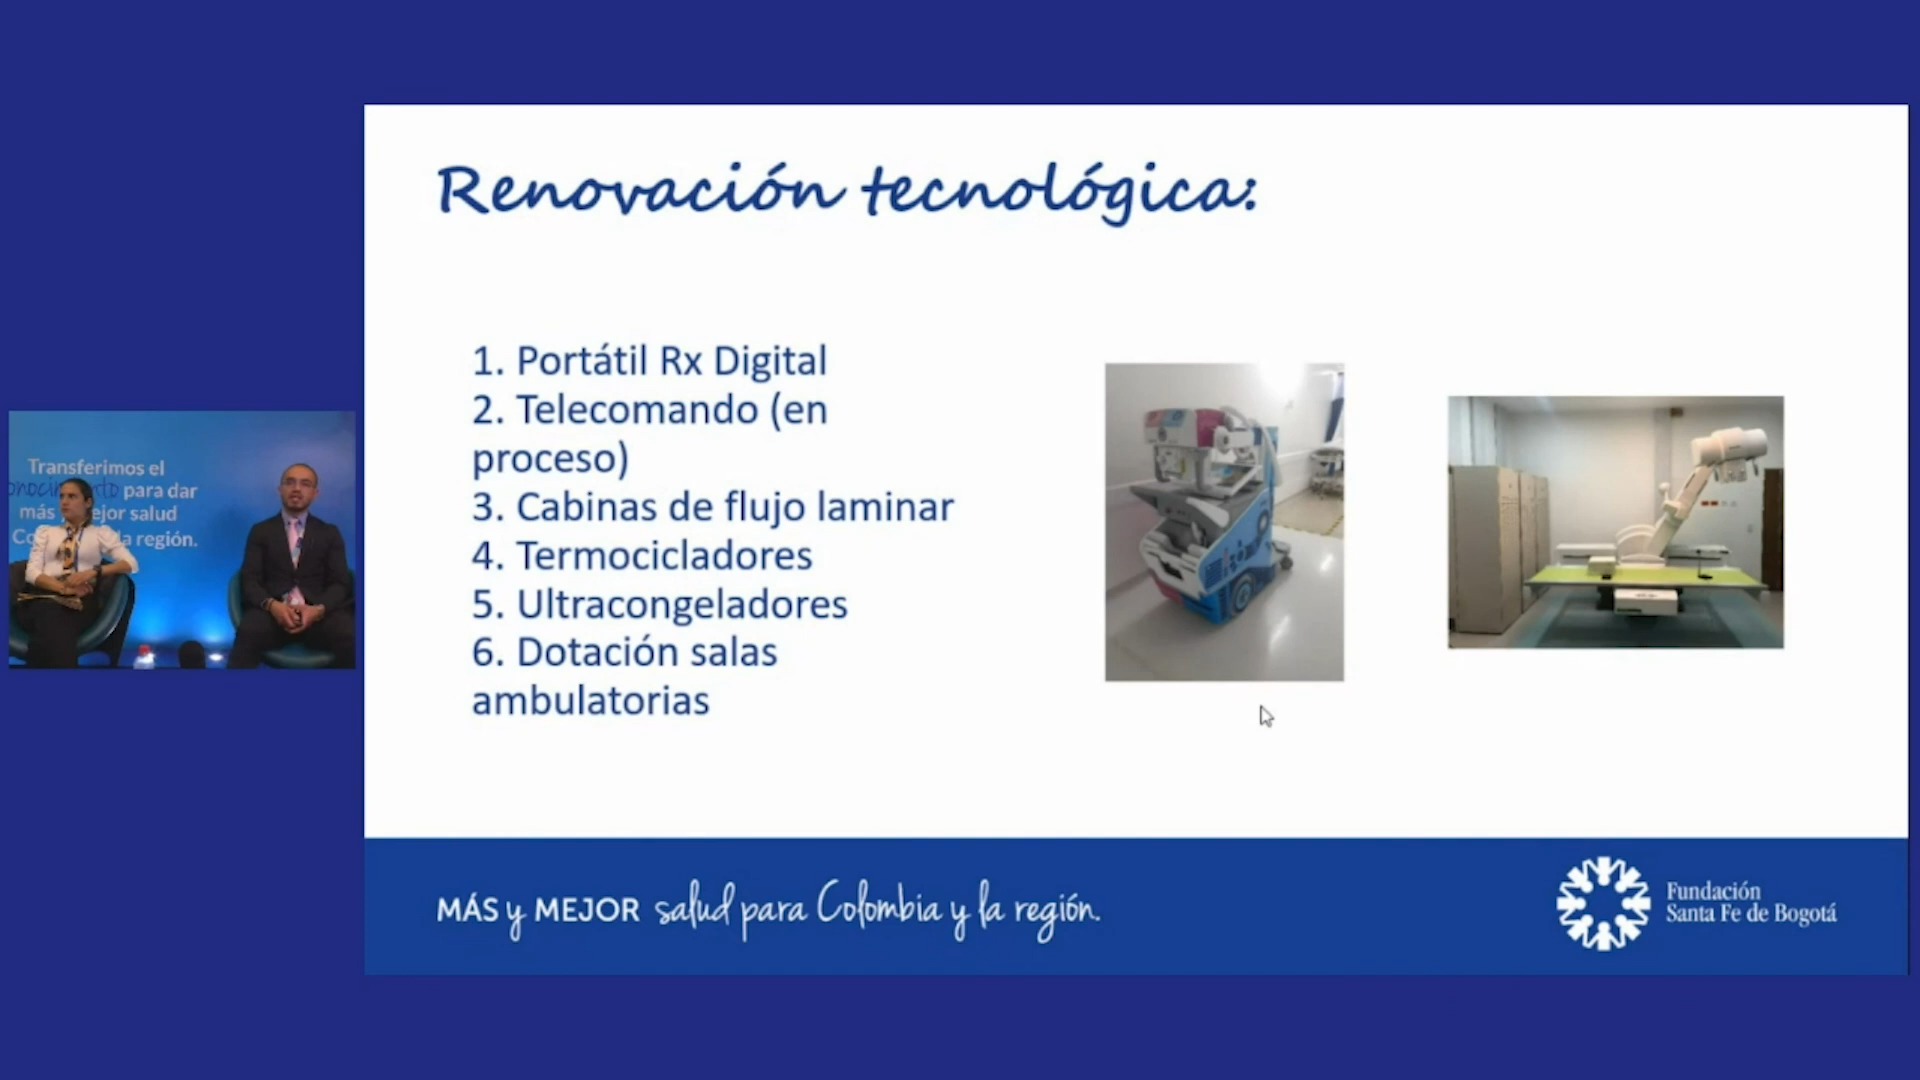 Renovación tecnológica:
1. Portátil Rx Digital
2. Telecomando (en
proceso)
3. Cabinas de flujo laminar
4. Termocicladores
5. Ultracongeladores
6. Dotación salas
ambulatorias
Transferimos el
para dar
más ejor salud
la región.
MÁS y MEJOR salud para Colombia y la región.
Fundación
Santa Fe de Bogotá